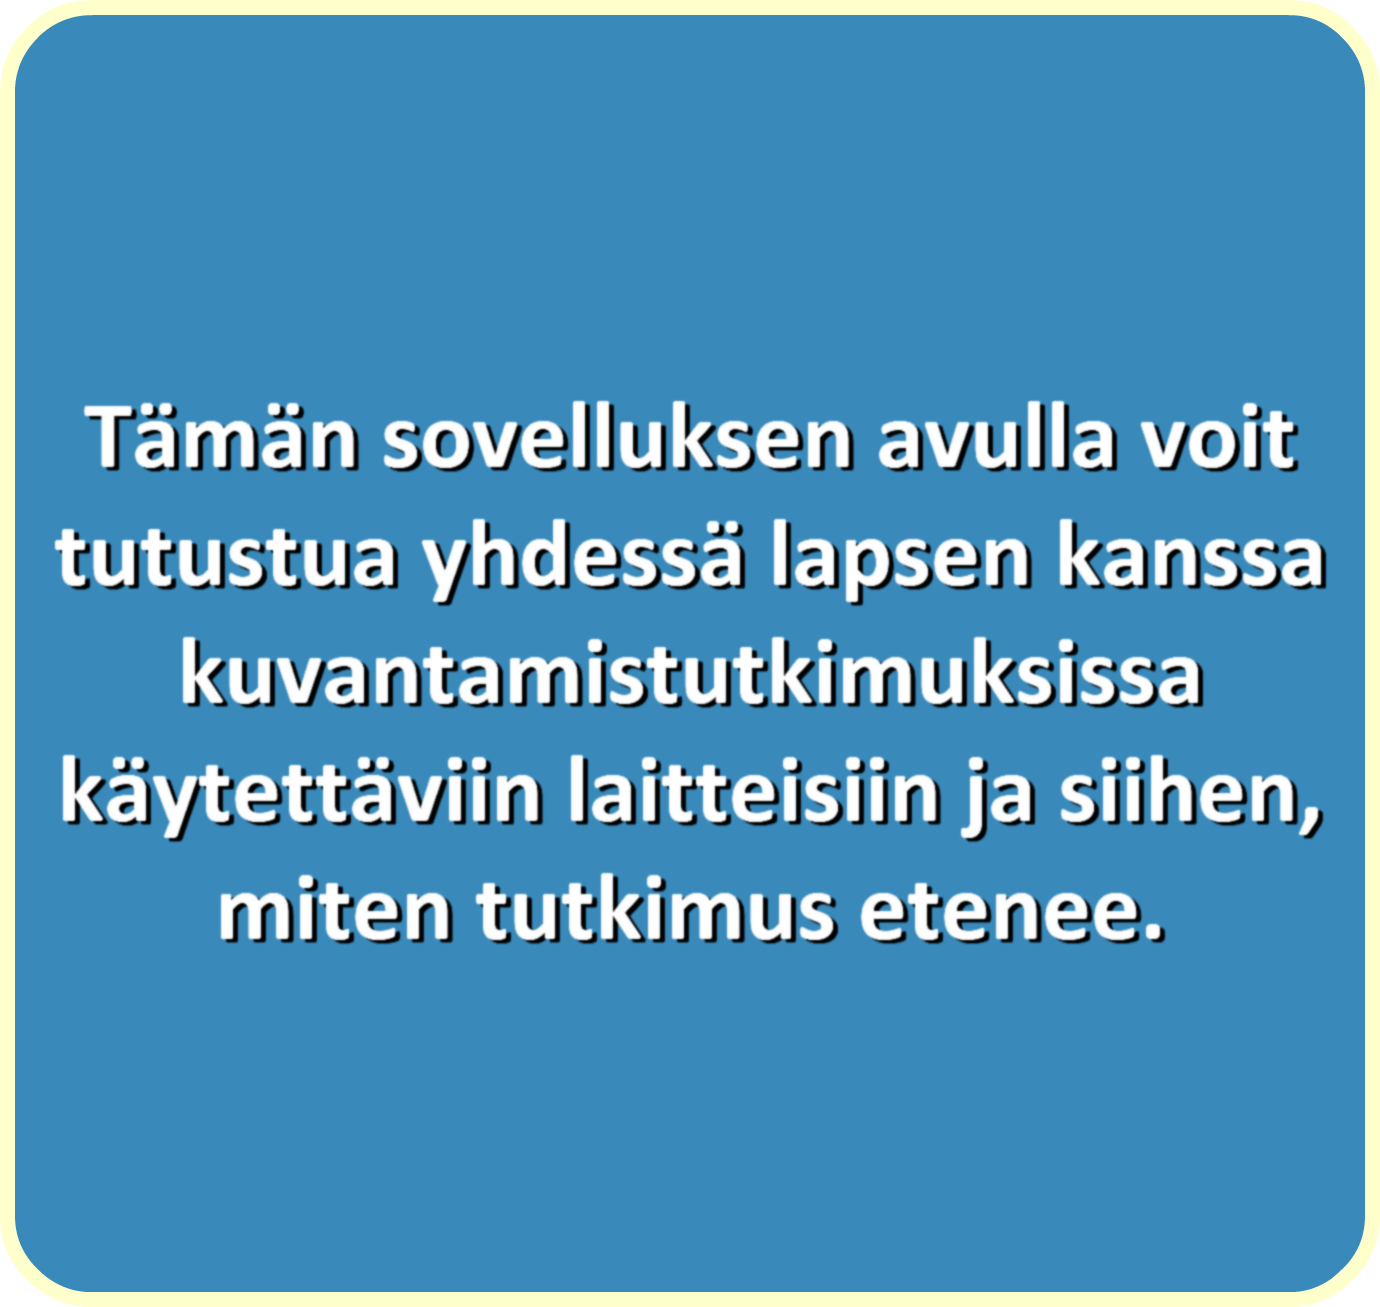 Tämän sovelluksen avulla voit
tutustua yhdessä lapsen kanssa
kuvantamistutkimuksissa
käytettäviin laitteisiin ja siihen,
miten tutkimus etenee.